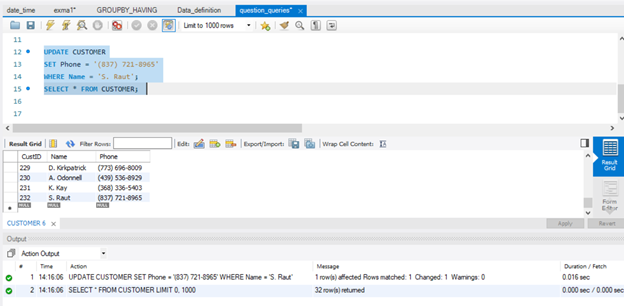 date_time exma1* GROUPBY_HAVING Data_definition question_queries*
Limit to 1000 rows
11
12 UPDATE CUSTOMER
13 SET Phone = '(837) 721-8965'
14 WHERE Name = 'S. Raut';
15 SELECT * FROM CUSTOMER;
16
17
Result Grid Filter Rows: Edit: Export/Import: Wrap Cell Content:
CustID Name Phone
229 D. Kirkpatrick (773) 696-8009
230 A. Odonnell (439) 536-8929
231 K. Kay (368) 336-5403
232 S. Raut (837) 721-8965
NULL NULL NULL
Result Grid
Form Editor
CUSTOMER 6 Apply Revert
Output
Action Output
# Time Action Message Duration / Fetch
1 14:16:06 UPDATE CUSTOMER SET Phone = '(837) 721-8965' WHERE Name = 'S. Raut' 1 row(s) affected Rows matched: 1 Changed: 1 Warnings: 0 0.016 sec
2 14:16:06 SELECT * FROM CUSTOMER LIMIT 0, 1000 32 row(s) returned 0.000 sec / 0.000 sec